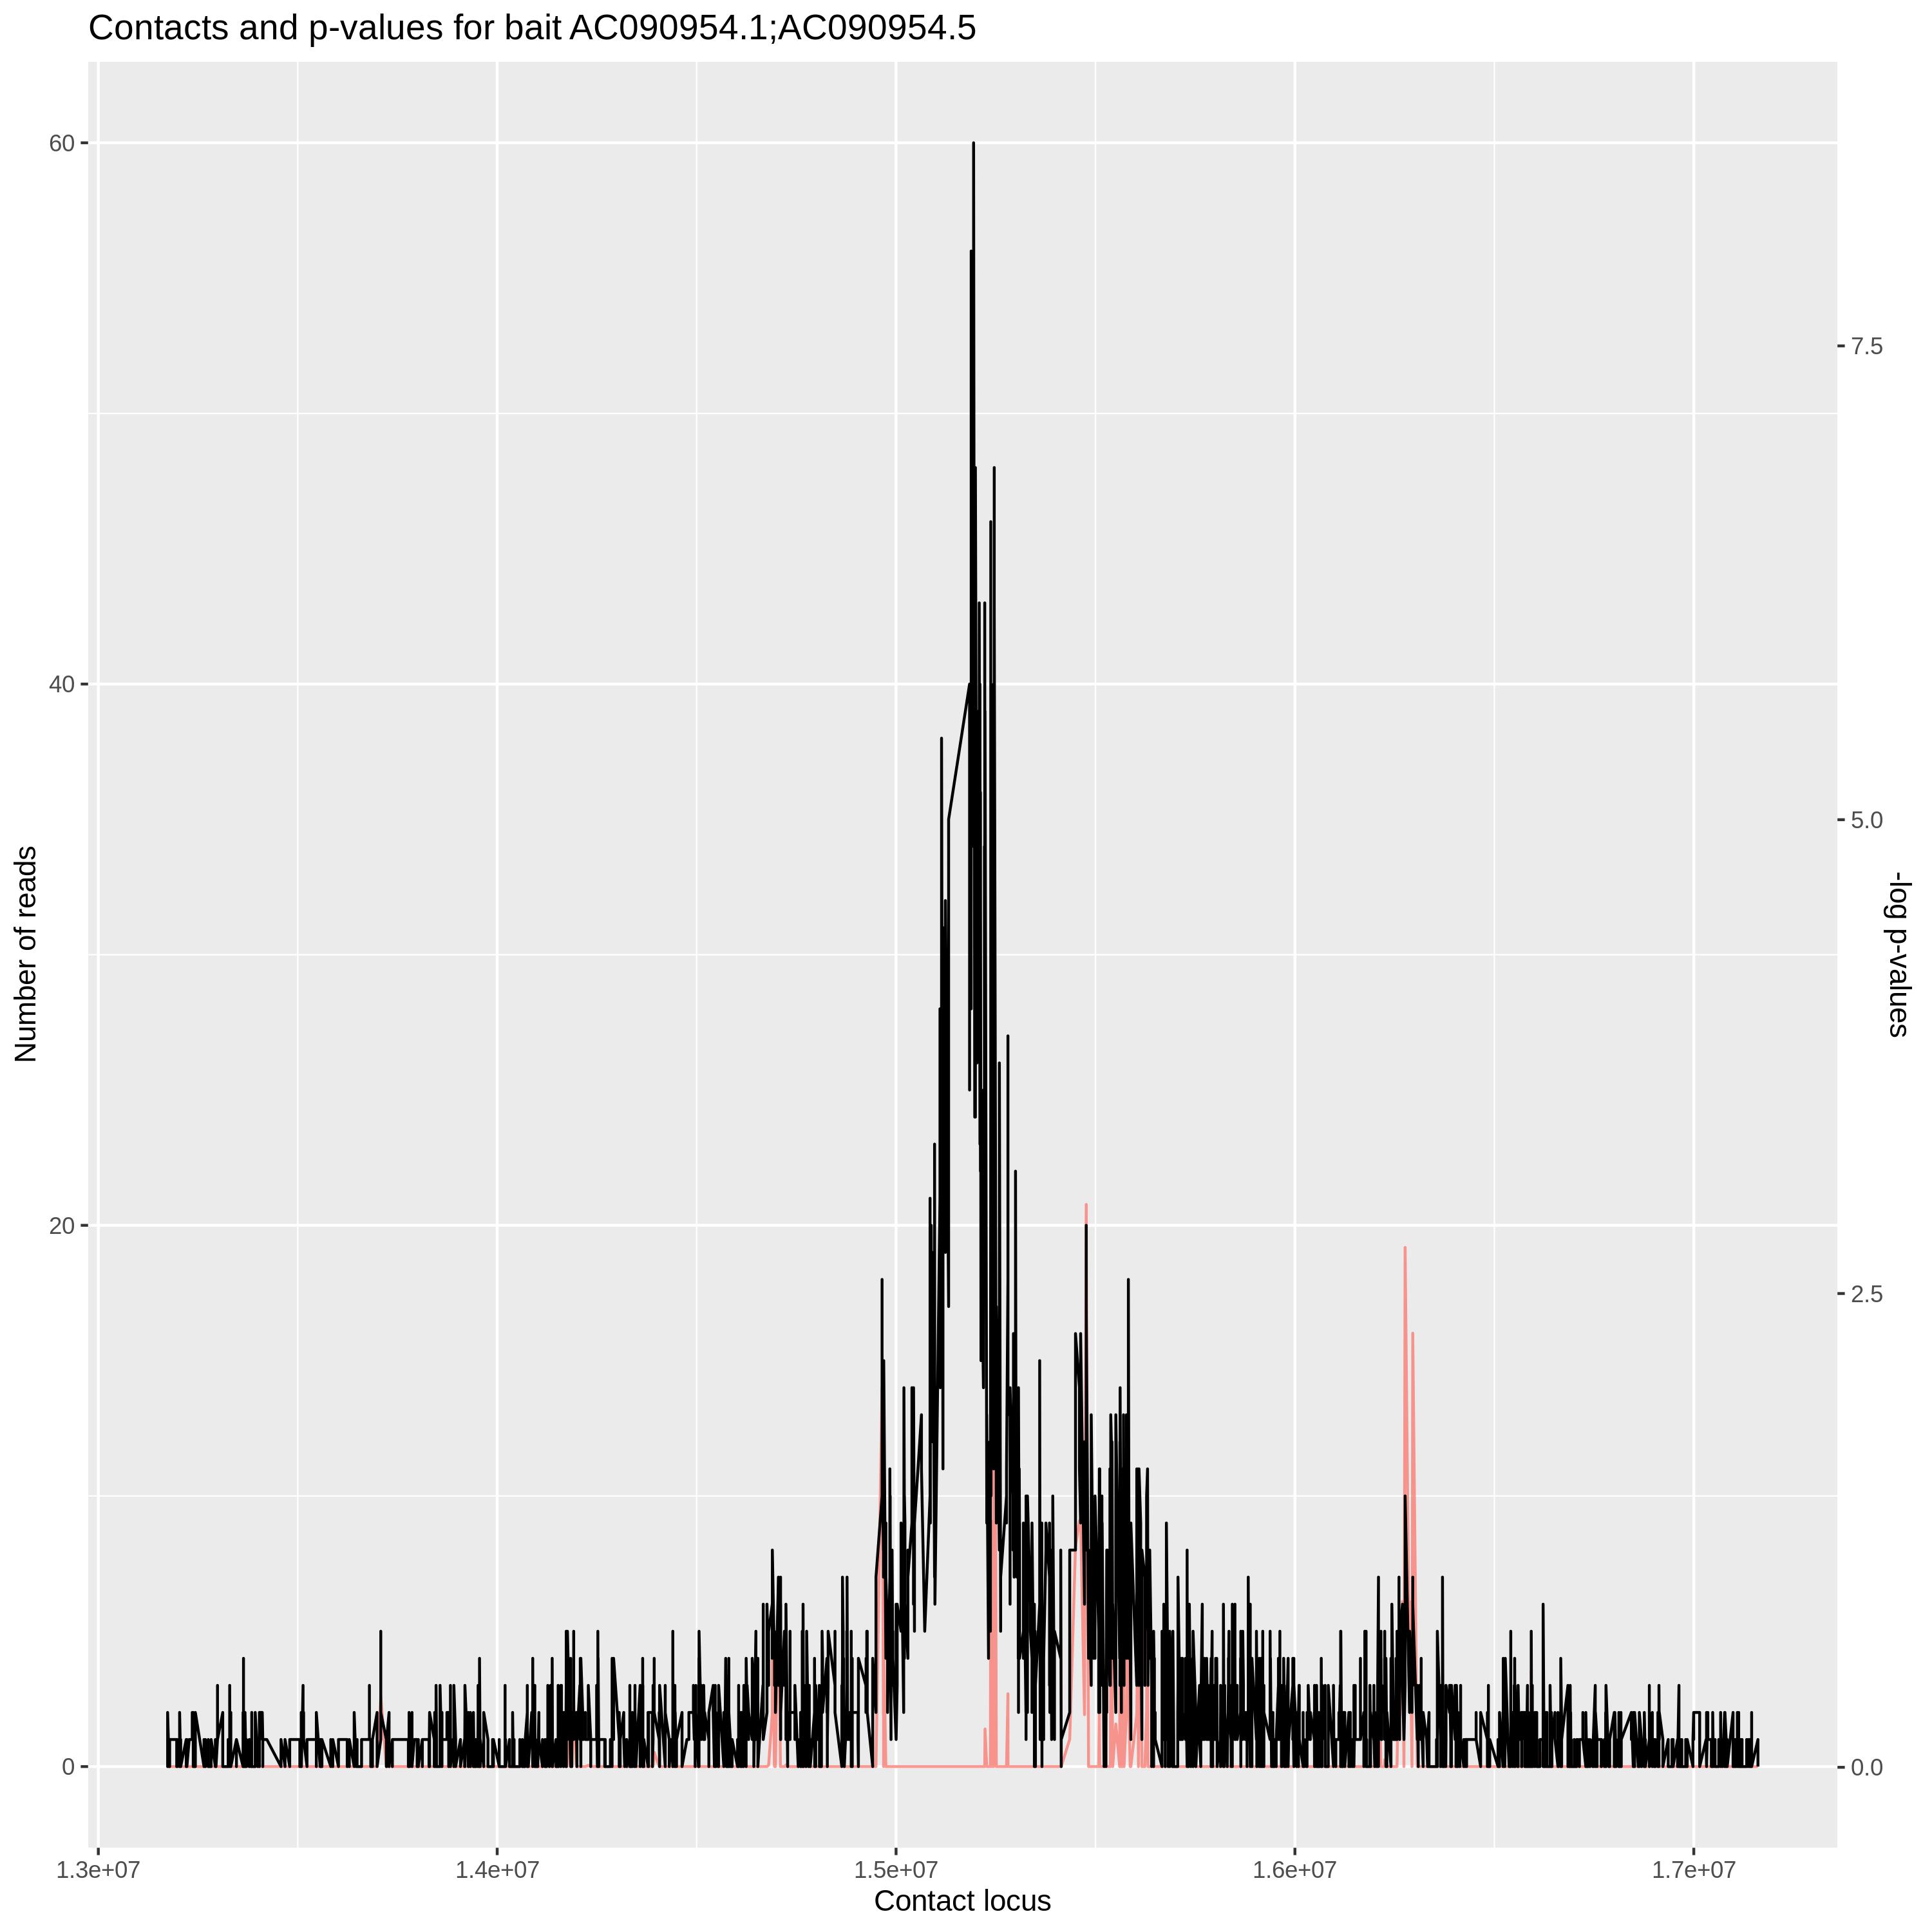 Contacts and p-values for bait AC090954.1;AC090954.5
60
40
20
0
Number of reads
7.5
5.0
2.5
0.0
-log p-values
1.3e+07
1.4e+07
1.5e+07
1.6e+07
1.7e+07
Contact locus